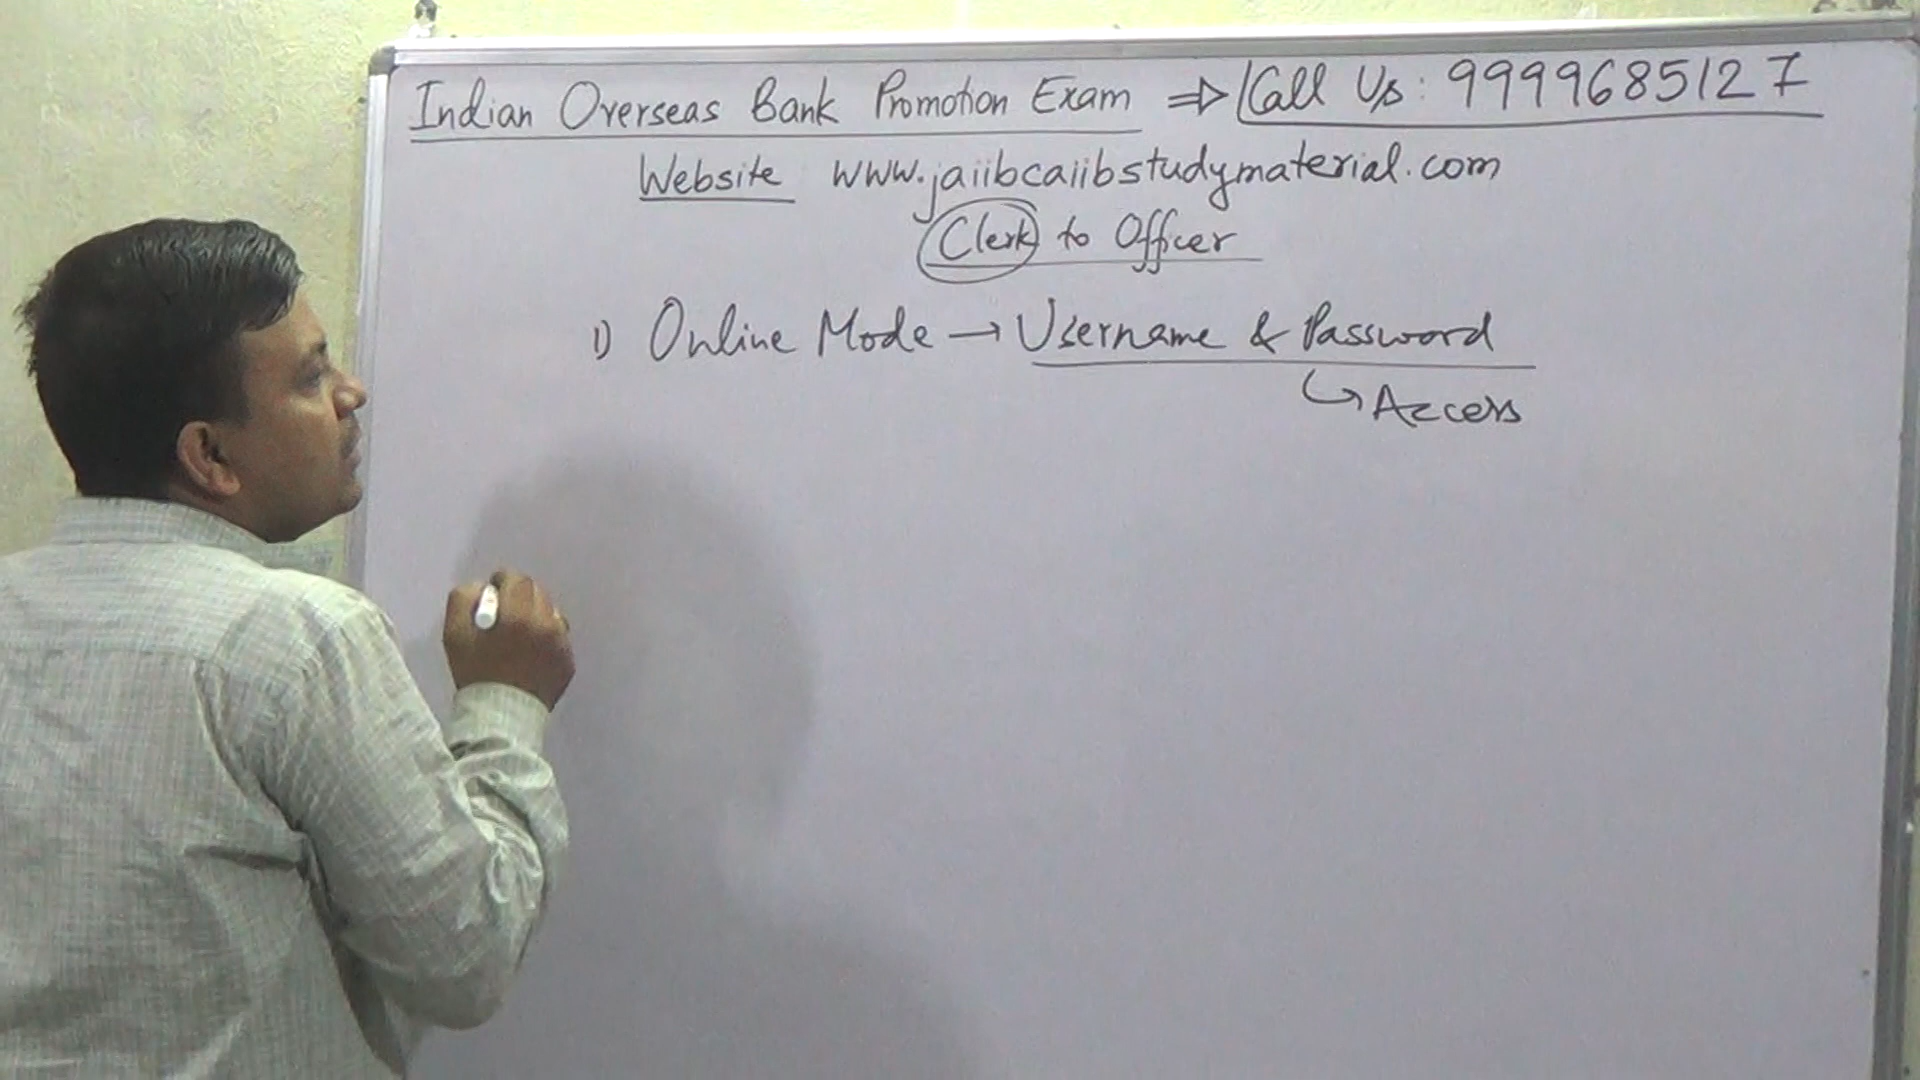 Indian Overseas Bank Promotion Exam ⇒ Call Us: 9999685127
Website www.jaiibcaiibstudymaterial.com
Clerk to Officer
1) Online Mode → Username & Password
↳ Access